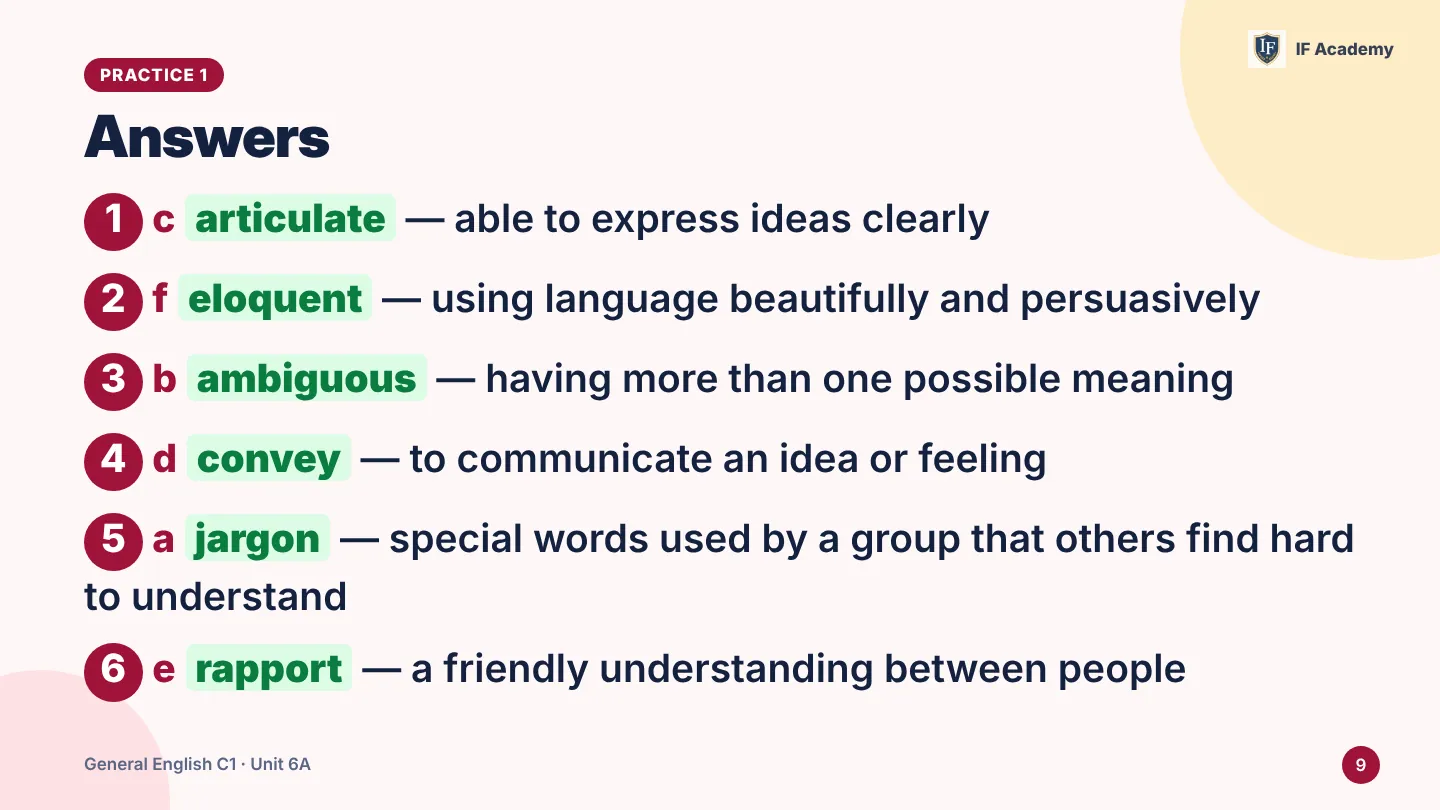 IF
IF Academy
PRACTICE 1
Answers
1 c articulate — able to express ideas clearly
2 f eloquent — using language beautifully and persuasively
3 b ambiguous — having more than one possible meaning
4 d convey — to communicate an idea or feeling
5 a jargon — special words used by a group that others find hard
to understand
6 e rapport — a friendly understanding between people
General English C1 · Unit 6A
9